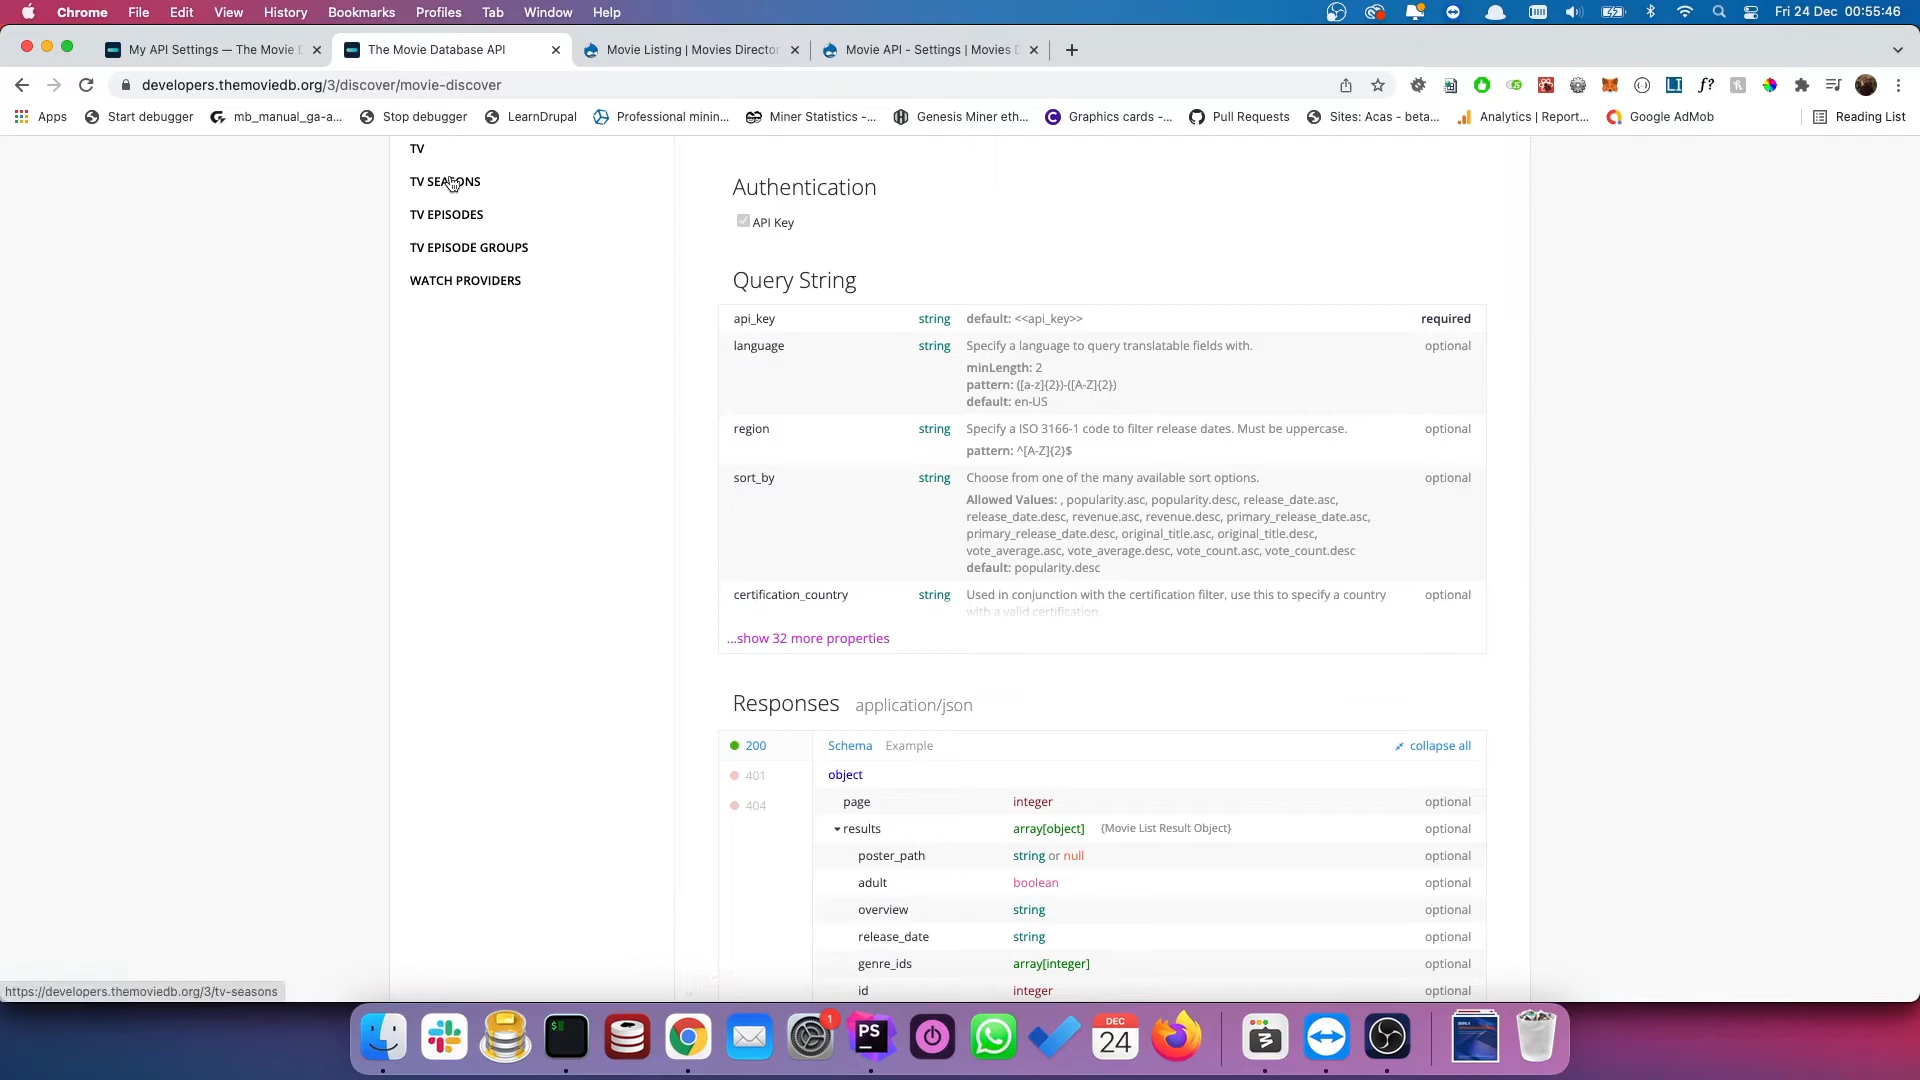 Chrome File Edit View History Bookmarks Profiles Tab Window Help Fri 24 Dec 00:55:46
My API Settings — The Movie D The Movie Database API Movie Listing | Movies Director Movie API - Settings | Movies D
developers.themoviedb.org/3/discover/movie-discover
Apps Start debugger mb_manual_ga-a... Stop debugger LearnDrupal Professional minin... Miner Statistics -... Genesis Miner eth... Graphics cards -... Pull Requests Sites: Acas - beta... Analytics | Report... Google AdMob Reading List
TV
TV SEASONS
TV EPISODES
TV EPISODE GROUPS
WATCH PROVIDERS
Authentication
API Key
Query String
api_key string default: <<api_key>> required
language string Specify a language to query translatable fields with. optional
minLength: 2
pattern: ([a-z]{2})-([A-Z]{2})
default: en-US
region string Specify a ISO 3166-1 code to filter release dates. Must be uppercase. optional
pattern: ^[A-Z]{2}$
sort_by string Choose from one of the many available sort options. optional
Allowed Values: , popularity.asc, popularity.desc, release_date.asc,
release_date.desc, revenue.asc, revenue.desc, primary_release_date.asc,
primary_release_date.desc, original_title.asc, original_title.desc,
vote_average.asc, vote_average.desc, vote_count.asc, vote_count.desc
default: popularity.desc
certification_country string Used in conjunction with the certification filter, use this to specify a country optional
with a valid certification.
...show 32 more properties
Responses application/json
200 Schema Example collapse all
401 object
404 page integer optional
results array[object] {Movie List Result Object} optional
poster_path string or null optional
adult boolean optional
overview string optional
release_date string optional
genre_ids array[integer] optional
id integer optional
https://developers.themoviedb.org/3/tv-seasons
1
PS
DEC
24